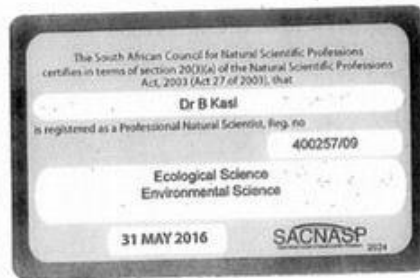 The South African Council for Natural Scientific Professions
certifies in terms of section 20(3)(a) of the Natural Scientific Professions
Act, 2003 (Act 27 of 2003), that
Dr B Kasl
is registered as a Professional Natural Scientist, Reg. no
400257/09
Ecological Science
Environmental Science
31 MAY 2016
SACNASP
2024